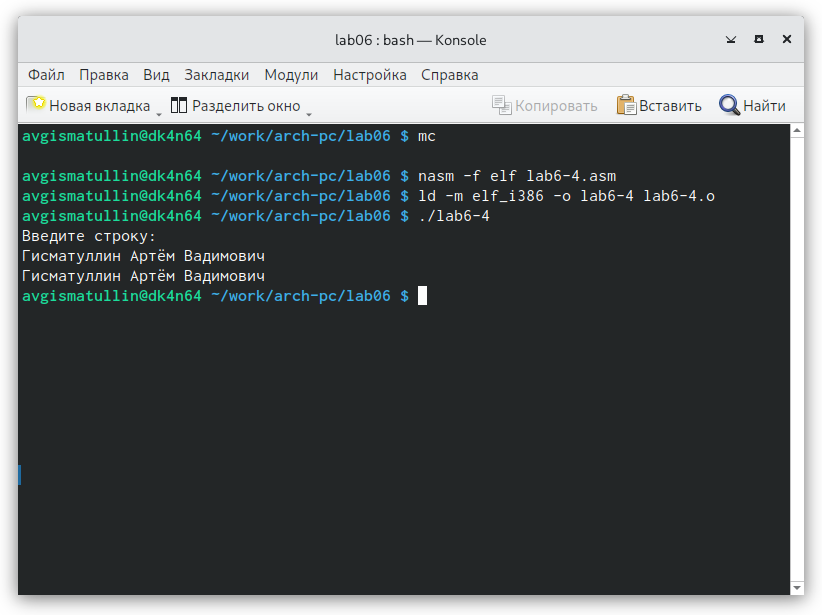 lab06 : bash — Konsole
Файл Правка Вид Закладки Модули Настройка Справка
Новая вкладка Разделить окно Копировать Вставить Найти
avgismatullin@dk4n64 ~/work/arch-pc/lab06 $ mc
avgismatullin@dk4n64 ~/work/arch-pc/lab06 $ nasm -f elf lab6-4.asm
avgismatullin@dk4n64 ~/work/arch-pc/lab06 $ ld -m elf_i386 -o lab6-4 lab6-4.o
avgismatullin@dk4n64 ~/work/arch-pc/lab06 $ ./lab6-4
Введите строку:
Гисматуллин Артём Вадимович
Гисматуллин Артём Вадимович
avgismatullin@dk4n64 ~/work/arch-pc/lab06 $